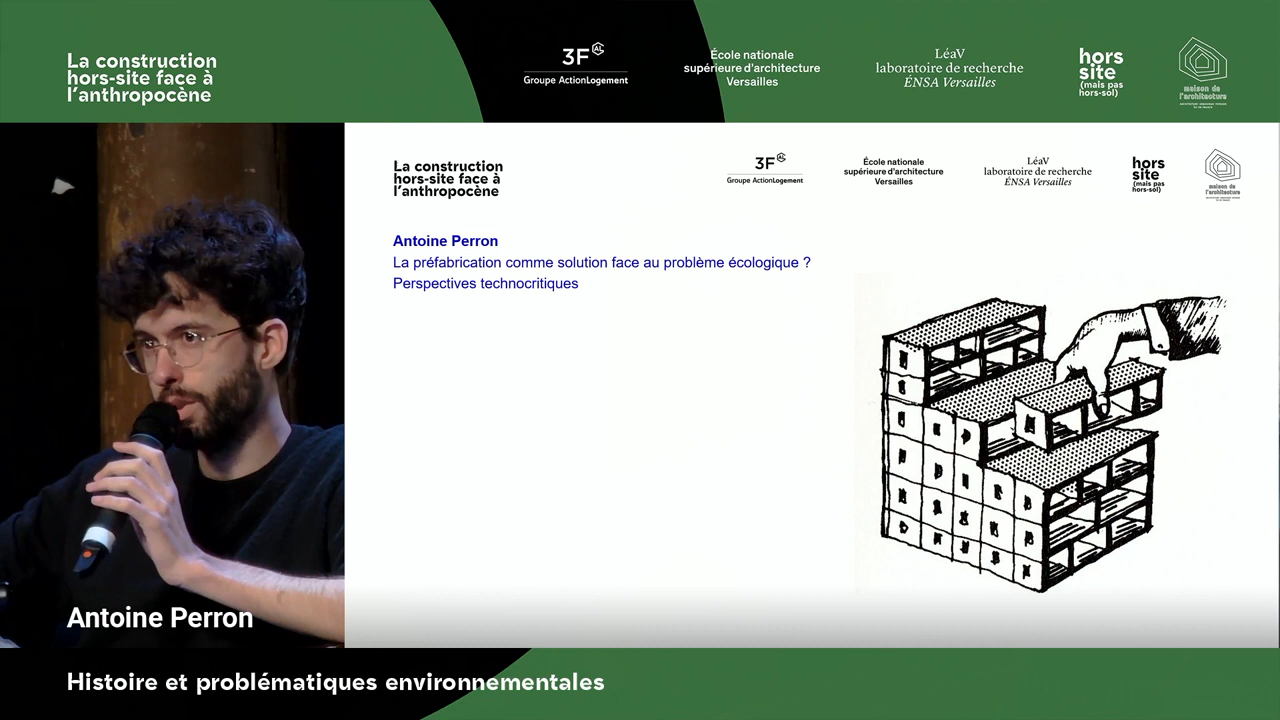 La construction
hors-site face à
l'anthropocène
3F AL
Groupe ActionLogement
École nationale
supérieure d'architecture
Versailles
LéaV
laboratoire de recherche
ÉNSA Versailles
hors
site
(mais pas
hors-sol)
maison de
l'architecture
La construction
hors-site face à
l'anthropocène
3F AL
Groupe ActionLogement
École nationale
supérieure d'architecture
Versailles
LéaV
laboratoire de recherche
ÉNSA Versailles
hors
site
(mais pas
hors-sol)
maison de
l'architecture
Antoine Perron
La préfabrication comme solution face au problème écologique ?
Perspectives technocritiques
Antoine Perron
Histoire et problématiques environnementales